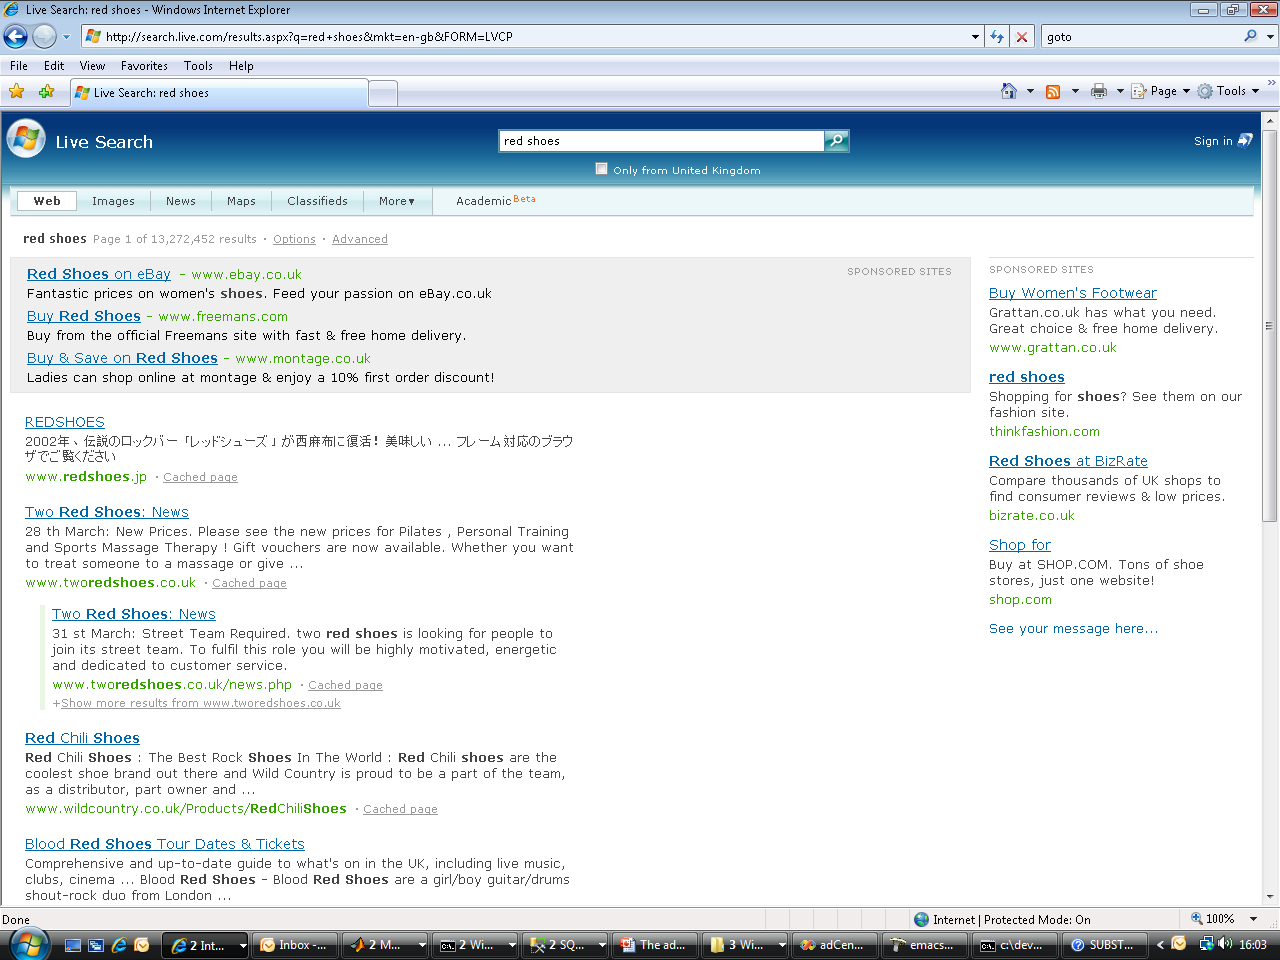 Live Search: red shoes - Windows Internet Explorer
http://search.live.com/results.aspx?q=red+shoes&mkt=en-gb&FORM=LVCP
goto
File Edit View Favorites Tools Help
Live Search: red shoes
Page Tools
Live Search
red shoes
Sign in
Only from United Kingdom
Web Images News Maps Classifieds More▾ Academic Beta
red shoes Page 1 of 13,272,452 results · Options · Advanced
SPONSORED SITES
Red Shoes on eBay - www.ebay.co.uk
Fantastic prices on women's shoes. Feed your passion on eBay.co.uk
Buy Red Shoes - www.freemans.com
Buy from the official Freemans site with fast & free home delivery.
Buy & Save on Red Shoes - www.montage.co.uk
Ladies can shop online at montage & enjoy a 10% first order discount!
REDSHOES
2002年、伝説のロックバー「レッドシューズ」が西麻布に復活! 美味しい ... フレーム対応のブラウ
ザでご覧ください
www.redshoes.jp · Cached page
Two Red Shoes: News
28 th March: New Prices. Please see the new prices for Pilates , Personal Training
and Sports Massage Therapy ! Gift vouchers are now available. Whether you want
to treat someone to a massage or give ...
www.tworedshoes.co.uk · Cached page
Two Red Shoes: News
31 st March: Street Team Required. two red shoes is looking for people to
join its street team. To fulfil this role you will be highly motivated, energetic
and dedicated to customer service.
www.tworedshoes.co.uk/news.php · Cached page
+Show more results from www.tworedshoes.co.uk
Red Chili Shoes
Red Chili Shoes : The Best Rock Shoes In The World : Red Chili shoes are the
coolest shoe brand out there and Wild Country is proud to be a part of the team,
as a distributor, part owner and ...
www.wildcountry.co.uk/Products/RedChiliShoes · Cached page
Blood Red Shoes Tour Dates & Tickets
Comprehensive and up-to-date guide to what's on in the UK, including live music,
clubs, cinema ... Blood Red Shoes - Blood Red Shoes are a girl/boy guitar/drums
shout-rock duo from London ...
SPONSORED SITES
Buy Women's Footwear
Grattan.co.uk has what you need.
Great choice & free home delivery.
www.grattan.co.uk
red shoes
Shopping for shoes? See them on our
fashion site.
thinkfashion.com
Red Shoes at BizRate
Compare thousands of UK shops to
find consumer reviews & low prices.
bizrate.co.uk
Shop for
Buy at SHOP.COM. Tons of shoe
stores, just one website!
shop.com
See your message here...
Done Internet | Protected Mode: On 100%
2 Int... Inbox -... 2 M... 2 Wi... 2 SQ... The ad... 3 Wi... adCen... emacs... c:\dev... SUBST... 16:03